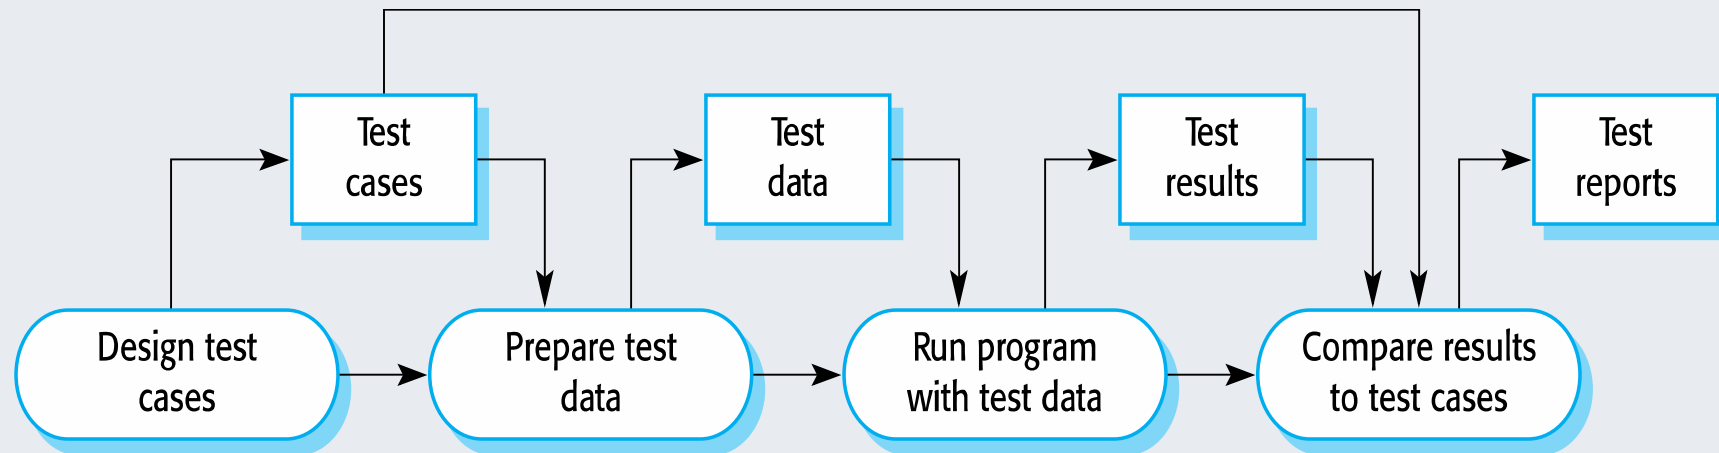 Test
cases
Test
data
Test
results
Test
reports
Design test
cases
Prepare test
data
Run program
with test data
Compare results
to test cases